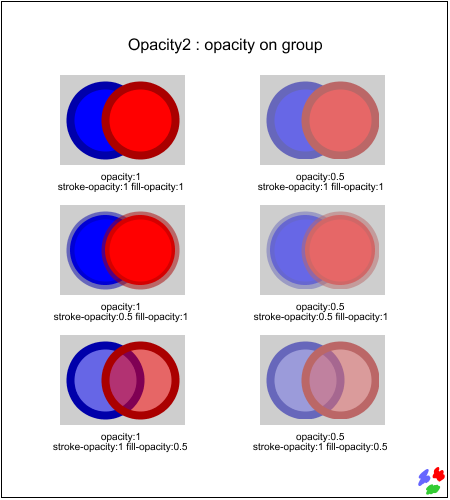 Opacity2 : opacity on group
opacity:1
stroke-opacity:1 fill-opacity:1
opacity:0.5
stroke-opacity:1 fill-opacity:1
opacity:1
stroke-opacity:0.5 fill-opacity:1
opacity:0.5
stroke-opacity:0.5 fill-opacity:1
opacity:1
stroke-opacity:1 fill-opacity:0.5
opacity:0.5
stroke-opacity:1 fill-opacity:0.5